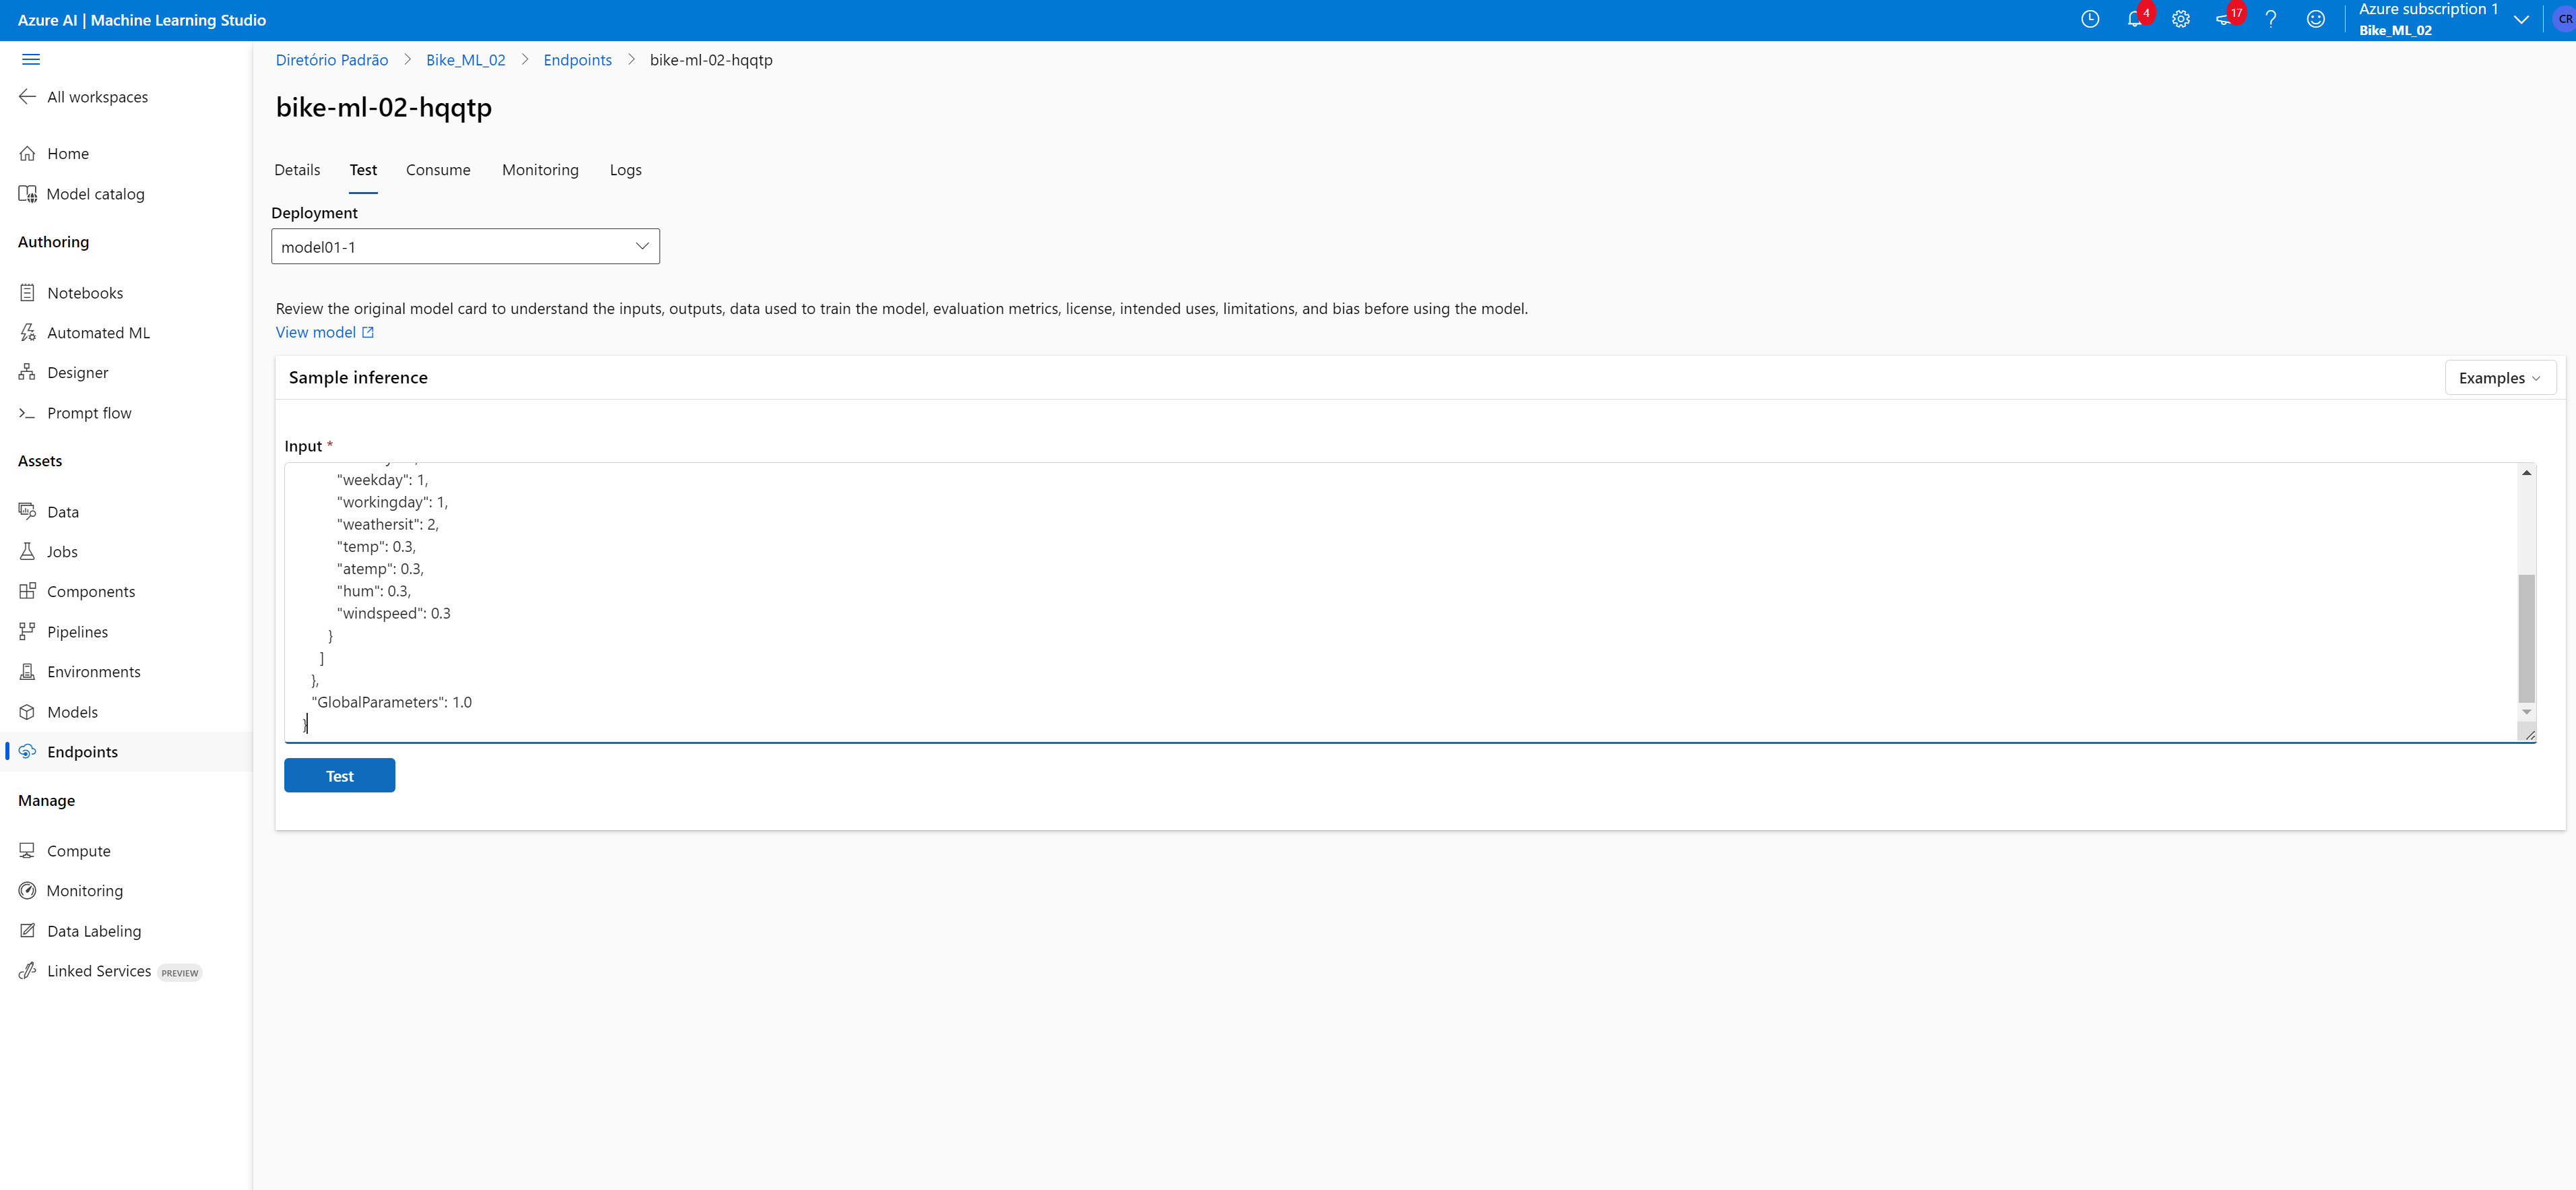 Azure AI | Machine Learning Studio
4
17
Azure subscription 1
Bike_ML_02
CR
All workspaces
Home
Model catalog
Authoring
Notebooks
Automated ML
Designer
Prompt flow
Assets
Data
Jobs
Components
Pipelines
Environments
Models
Endpoints
Manage
Compute
Monitoring
Data Labeling
Linked Services PREVIEW
Diretório Padrão > Bike_ML_02 > Endpoints > bike-ml-02-hqqtp
bike-ml-02-hqqtp
Details Test Consume Monitoring Logs
Deployment
model01-1
Review the original model card to understand the inputs, outputs, data used to train the model, evaluation metrics, license, intended uses, limitations, and bias before using the model.
View model
Sample inference
Examples
Input *
"weekday": 1,
"workingday": 1,
"weathersit": 2,
"temp": 0.3,
"atemp": 0.3,
"hum": 0.3,
"windspeed": 0.3
}
]
},
"GlobalParameters": 1.0
}
Test